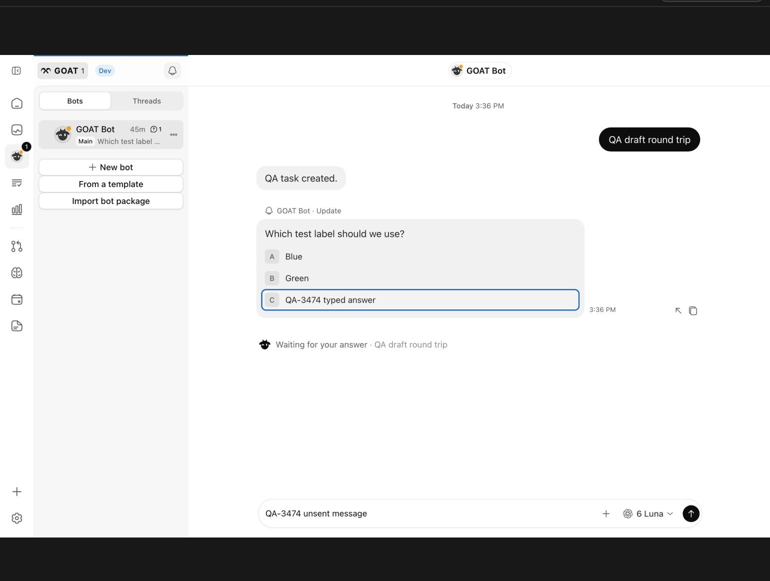 GOAT 1
Dev
GOAT Bot
Bots
Threads
Today 3:36 PM
GOAT Bot
45m
1
Main
Which test label ...
1
QA draft round trip
+ New bot
From a template
Import bot package
QA task created.
GOAT Bot · Update
Which test label should we use?
A Blue
B Green
C QA-3474 typed answer
3:36 PM
Waiting for your answer · QA draft round trip
QA-3474 unsent message
6 Luna